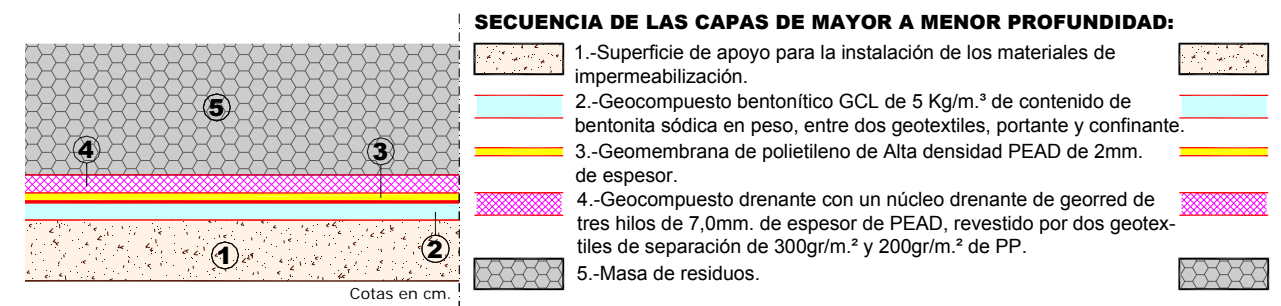 SECUENCIA DE LAS CAPAS DE MAYOR A MENOR PROFUNDIDAD:
1.-Superficie de apoyo para la instalación de los materiales de
impermeabilización.
2.-Geocompuesto bentonítico GCL de 5 Kg/m.³ de contenido de
bentonita sódica en peso, entre dos geotextiles, portante y confinante.
3.-Geomembrana de polietileno de Alta densidad PEAD de 2mm.
de espesor.
4.-Geocompuesto drenante con un núcleo drenante de georred de
tres hilos de 7,0mm. de espesor de PEAD, revestido por dos geotex-
tiles de separación de 300gr/m.² y 200gr/m.² de PP.
5.-Masa de residuos.
5
4
3
1
2
Cotas en cm.